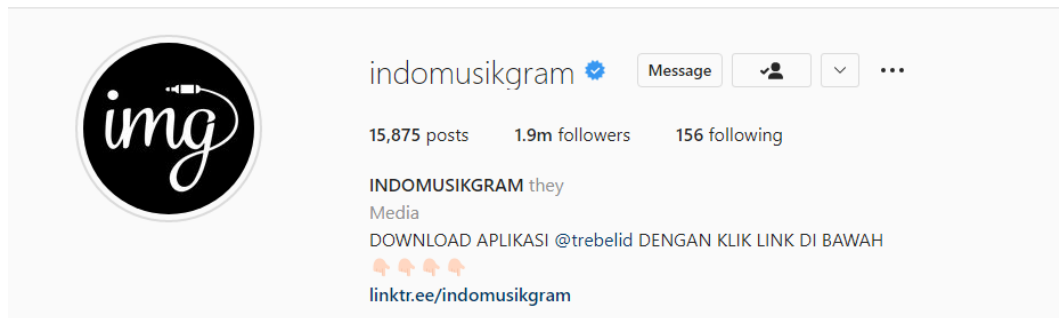 img
indomusikgram Message
15,875 posts 1.9m followers 156 following
INDOMUSIKGRAM they
Media
DOWNLOAD APLIKASI @trebelid DENGAN KLIK LINK DI BAWAH
👇🏻 👇🏻 👇🏻 👇🏻
linktr.ee/indomusikgram